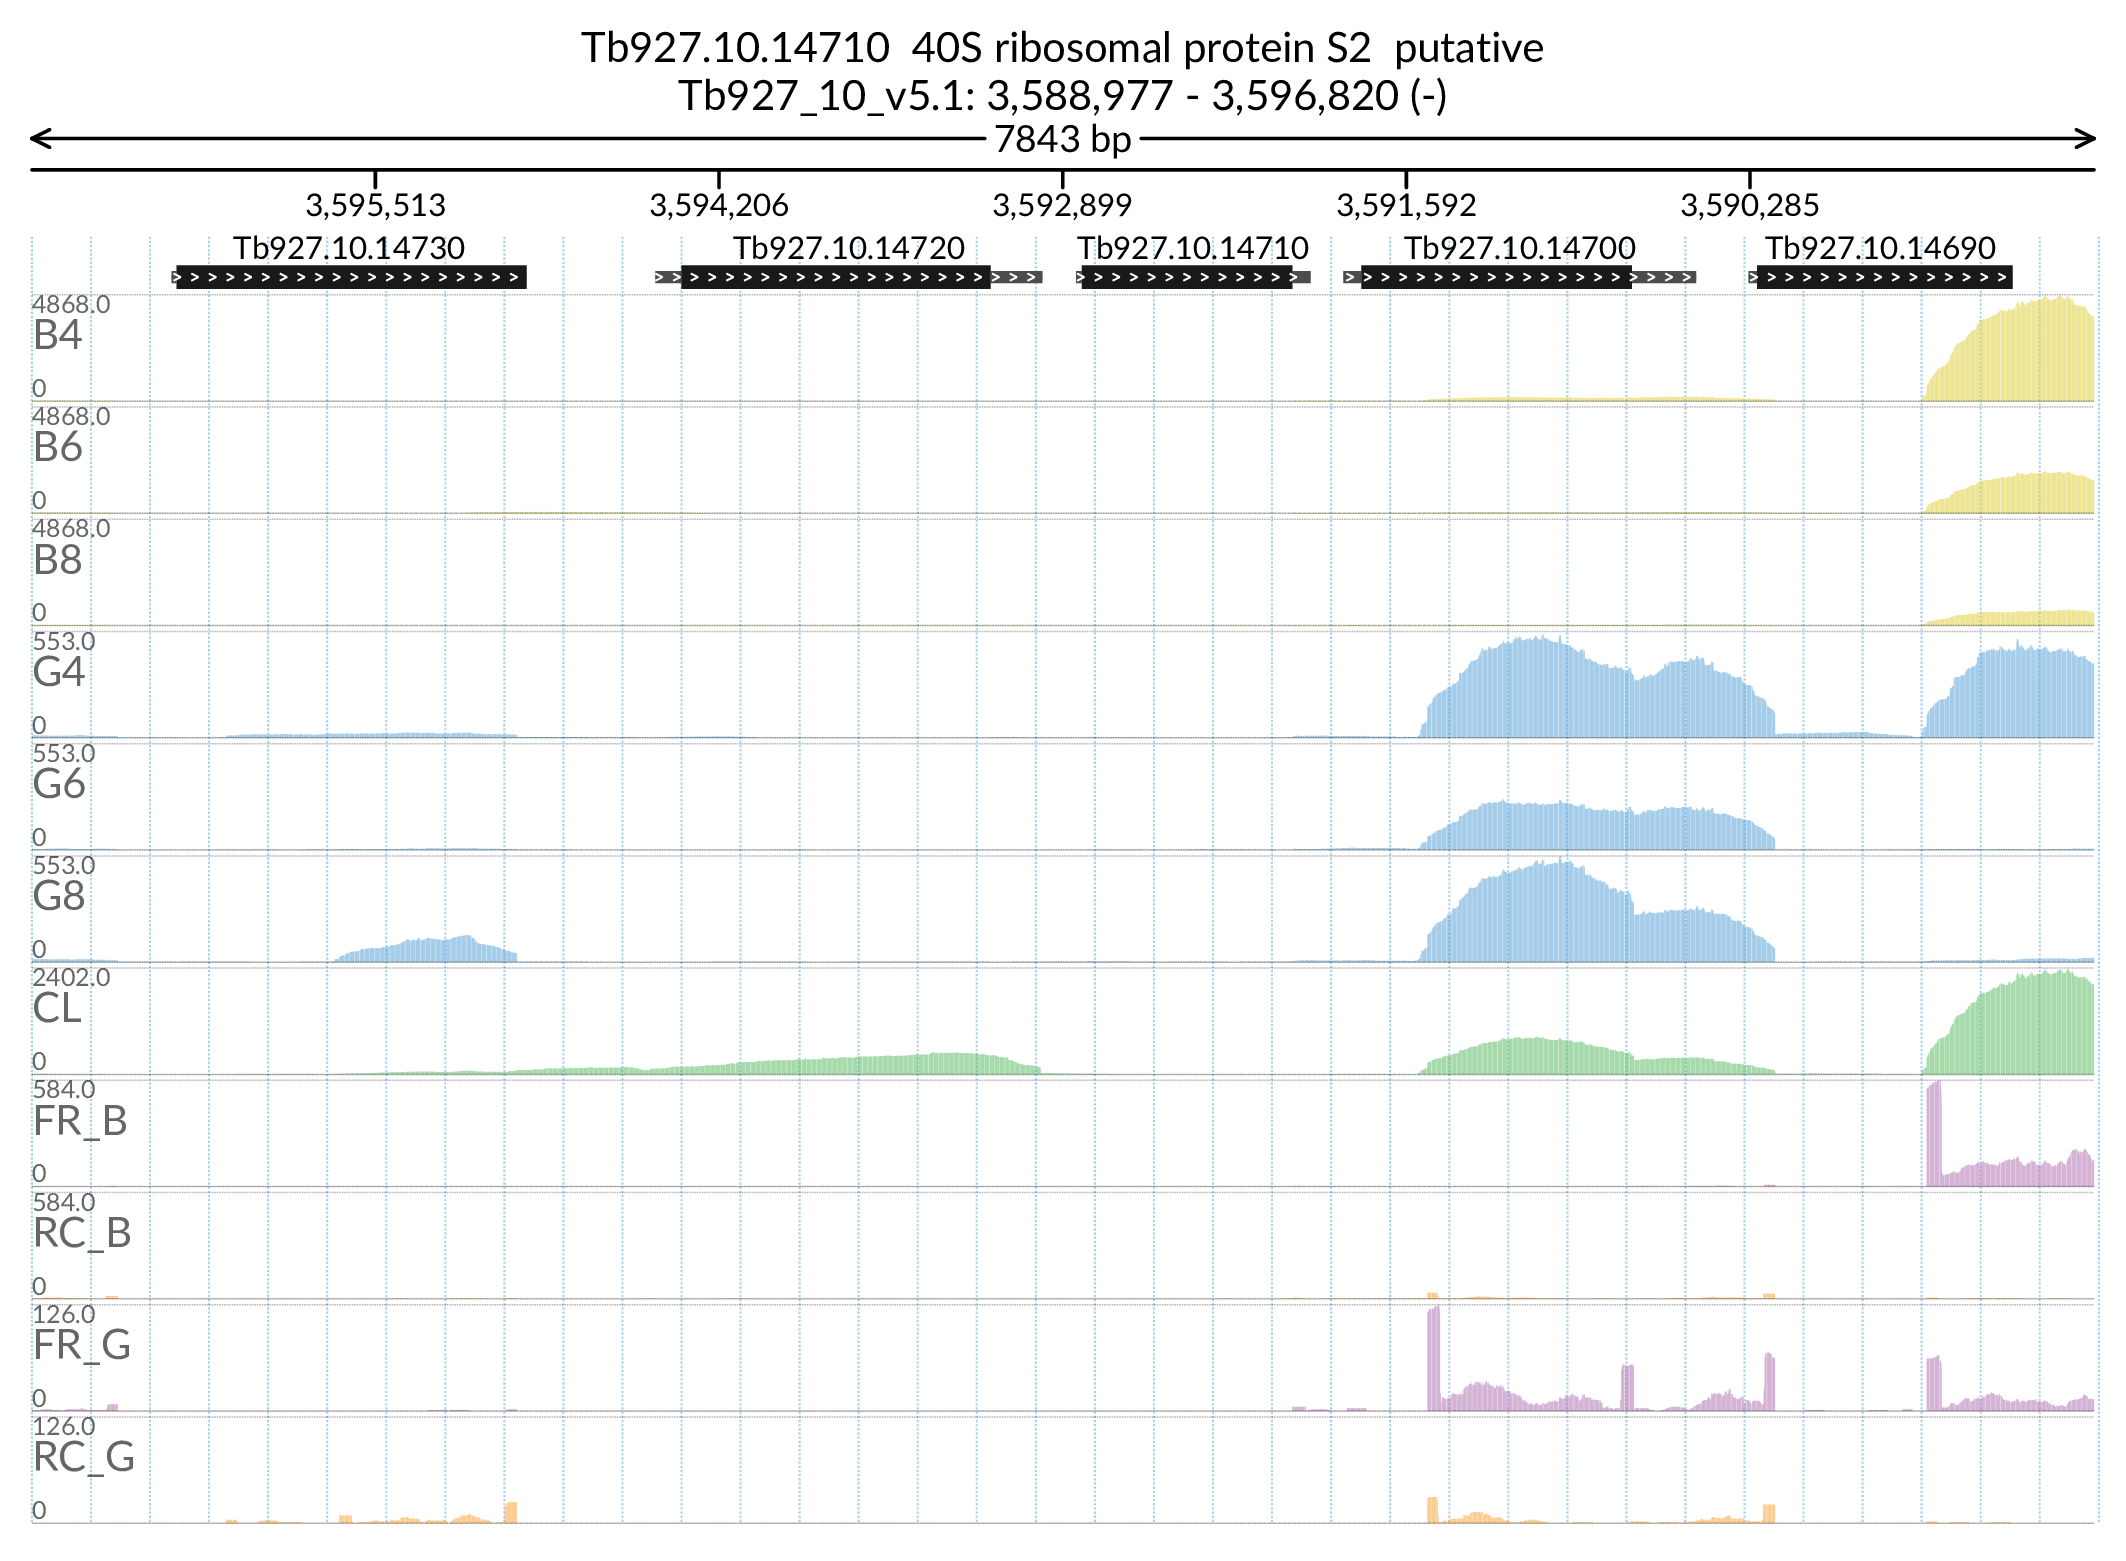 Tb927.10.14710  40S ribosomal protein S2  putative
Tb927_10_v5.1: 3,588,977 - 3,596,820 (-)
7843 bp
3,595,513 3,594,206 3,592,899 3,591,592 3,590,285
Tb927.10.14730 Tb927.10.14720 Tb927.10.14710 Tb927.10.14700 Tb927.10.14690
4868.0
B4
0
4868.0
B6
0
4868.0
B8
0
553.0
G4
0
553.0
G6
0
553.0
G8
0
2402.0
CL
0
584.0
FR_B
0
584.0
RC_B
0
126.0
FR_G
0
126.0
RC_G
0